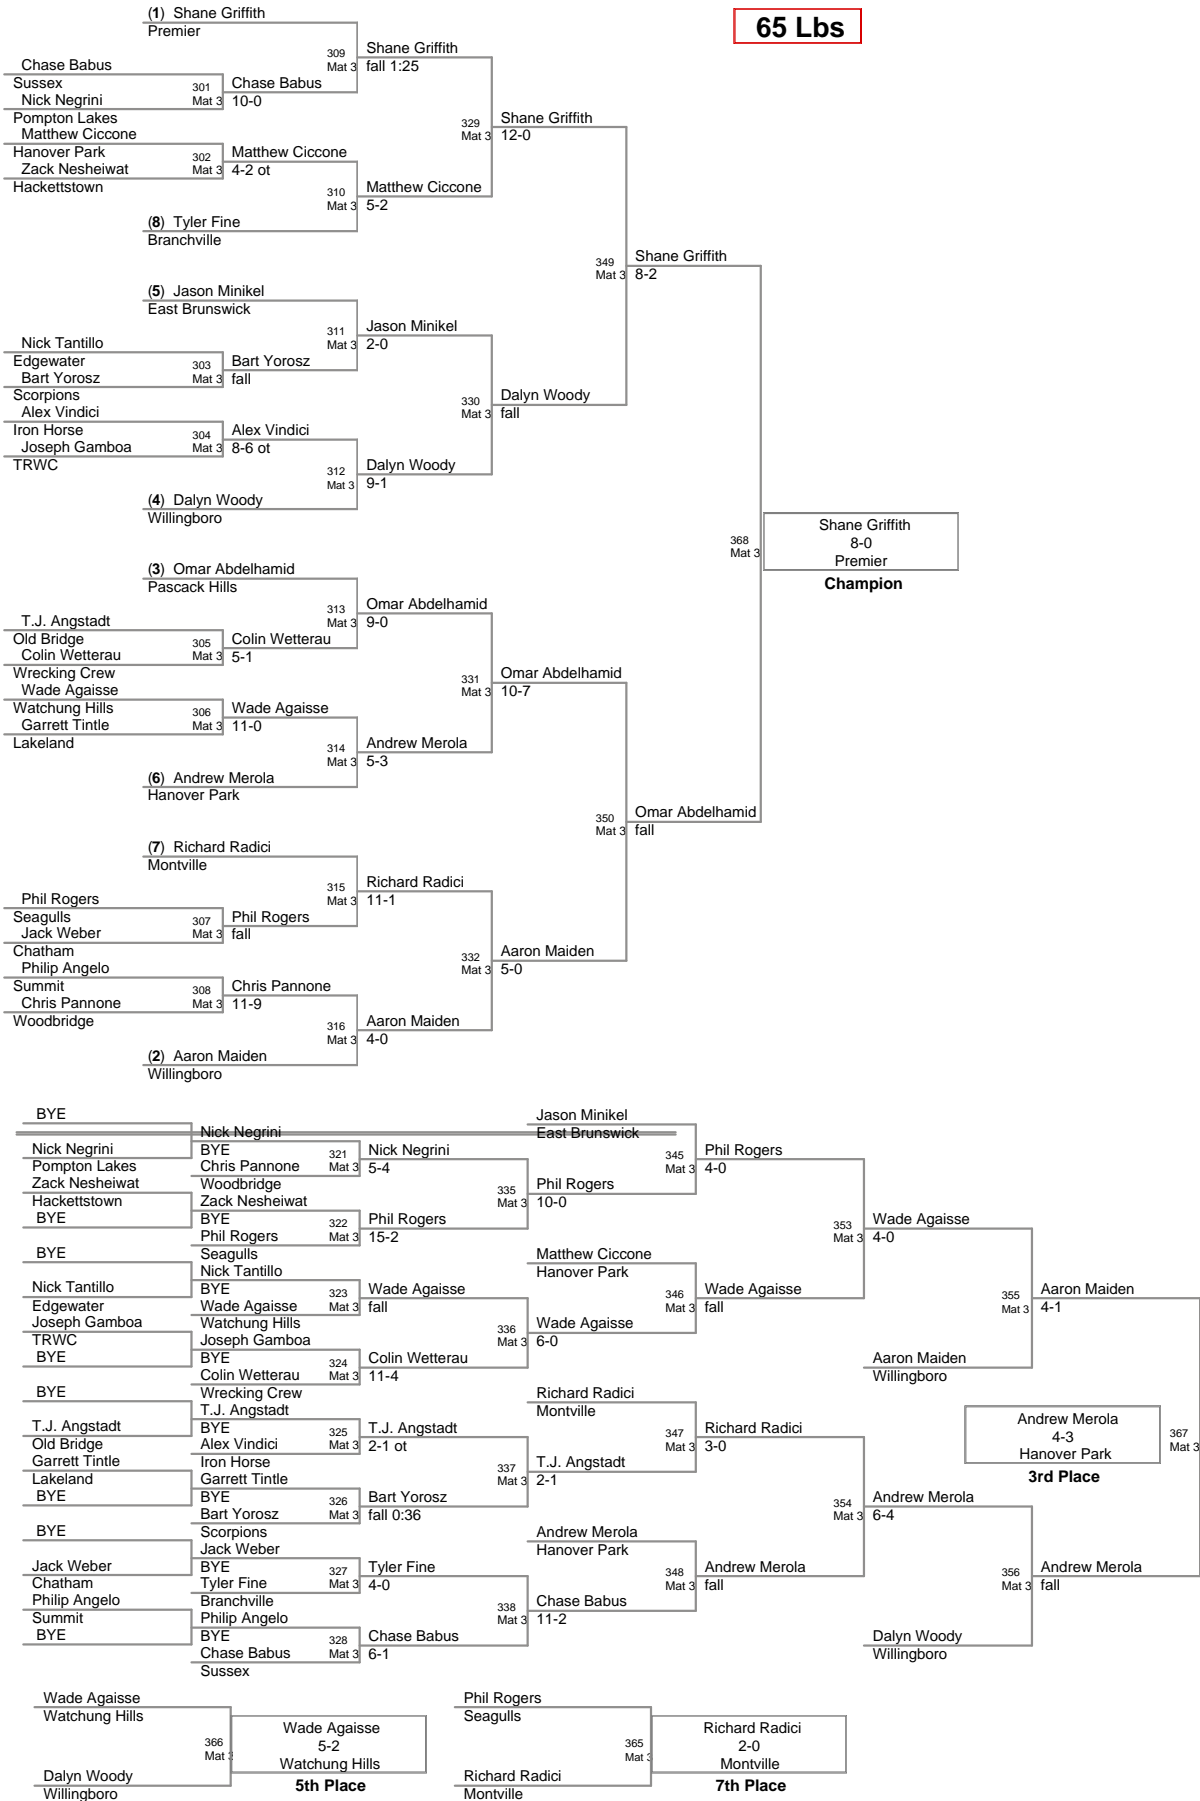 65 Lbs
(1) Shane Griffith
Premier
309
Mat 3
Shane Griffith
fall 1:25
Chase Babus
Sussex
301
Mat 3
Chase Babus
10-0
Nick Negrini
Pompton Lakes
329
Mat 3
Shane Griffith
12-0
Matthew Ciccone
Hanover Park
302
Mat 3
Matthew Ciccone
4-2 ot
Zack Nesheiwat
Hackettstown
310
Mat 3
Matthew Ciccone
5-2
(8) Tyler Fine
Branchville
349
Mat 3
Shane Griffith
8-2
(5) Jason Minikel
East Brunswick
311
Mat 3
Jason Minikel
2-0
Nick Tantillo
Edgewater
303
Mat 3
Bart Yorosz
fall
Bart Yorosz
Scorpions
330
Mat 3
Dalyn Woody
fall
Alex Vindici
Iron Horse
304
Mat 3
Alex Vindici
8-6 ot
Joseph Gamboa
TRWC
312
Mat 3
Dalyn Woody
9-1
(4) Dalyn Woody
Willingboro
368
Mat 3
Shane Griffith
8-0
Premier
Champion
(3) Omar Abdelhamid
Pascack Hills
313
Mat 3
Omar Abdelhamid
9-0
T.J. Angstadt
Old Bridge
305
Mat 3
Colin Wetterau
5-1
Colin Wetterau
Wrecking Crew
331
Mat 3
Omar Abdelhamid
10-7
Wade Agaisse
Watchung Hills
306
Mat 3
Wade Agaisse
11-0
Garrett Tintle
Lakeland
314
Mat 3
Andrew Merola
5-3
(6) Andrew Merola
Hanover Park
350
Mat 3
Omar Abdelhamid
fall
(7) Richard Radici
Montville
315
Mat 3
Richard Radici
11-1
Phil Rogers
Seagulls
307
Mat 3
Phil Rogers
fall
Jack Weber
Chatham
332
Mat 3
Aaron Maiden
5-0
Philip Angelo
Summit
308
Mat 3
Chris Pannone
11-9
Chris Pannone
Woodbridge
316
Mat 3
Aaron Maiden
4-0
(2) Aaron Maiden
Willingboro
BYE
Nick Negrini
Pompton Lakes
Nick Negrini
BYE
Chris Pannone
Woodbridge
321
Mat 3
Nick Negrini
5-4
Zack Nesheiwat
Hackettstown
BYE
Zack Nesheiwat
BYE
Phil Rogers
Seagulls
322
Mat 3
Phil Rogers
15-2
335
Mat 3
Phil Rogers
10-0
Jason Minikel
East Brunswick
345
Mat 3
Phil Rogers
4-0
BYE
Nick Tantillo
Edgewater
Nick Tantillo
BYE
Wade Agaisse
Watchung Hills
323
Mat 3
Wade Agaisse
fall
Joseph Gamboa
TRWC
BYE
Joseph Gamboa
BYE
Colin Wetterau
Wrecking Crew
324
Mat 3
Colin Wetterau
11-4
336
Mat 3
Wade Agaisse
6-0
Matthew Ciccone
Hanover Park
346
Mat 3
Wade Agaisse
fall
353
Mat 3
Wade Agaisse
4-0
Aaron Maiden
Willingboro
355
Mat 3
Aaron Maiden
4-1
BYE
T.J. Angstadt
Old Bridge
T.J. Angstadt
BYE
Alex Vindici
Iron Horse
325
Mat 3
T.J. Angstadt
2-1 ot
Garrett Tintle
Lakeland
BYE
Garrett Tintle
BYE
Bart Yorosz
Scorpions
326
Mat 3
Bart Yorosz
fall 0:36
337
Mat 3
T.J. Angstadt
2-1
Richard Radici
Montville
347
Mat 3
Richard Radici
3-0
BYE
Jack Weber
Chatham
Jack Weber
BYE
Tyler Fine
Branchville
327
Mat 3
Tyler Fine
4-0
Philip Angelo
Summit
BYE
Philip Angelo
BYE
Chase Babus
Sussex
328
Mat 3
Chase Babus
6-1
338
Mat 3
Chase Babus
11-2
Andrew Merola
Hanover Park
348
Mat 3
Andrew Merola
fall
354
Mat 3
Andrew Merola
6-4
Dalyn Woody
Willingboro
356
Mat 3
Andrew Merola
fall
Andrew Merola
4-3
Hanover Park
3rd Place
367
Mat 3
Wade Agaisse
Watchung Hills
366
Mat 3
Dalyn Woody
Willingboro
Wade Agaisse
5-2
Watchung Hills
5th Place
Phil Rogers
Seagulls
365
Mat 3
Richard Radici
Montville
Richard Radici
2-0
Montville
7th Place